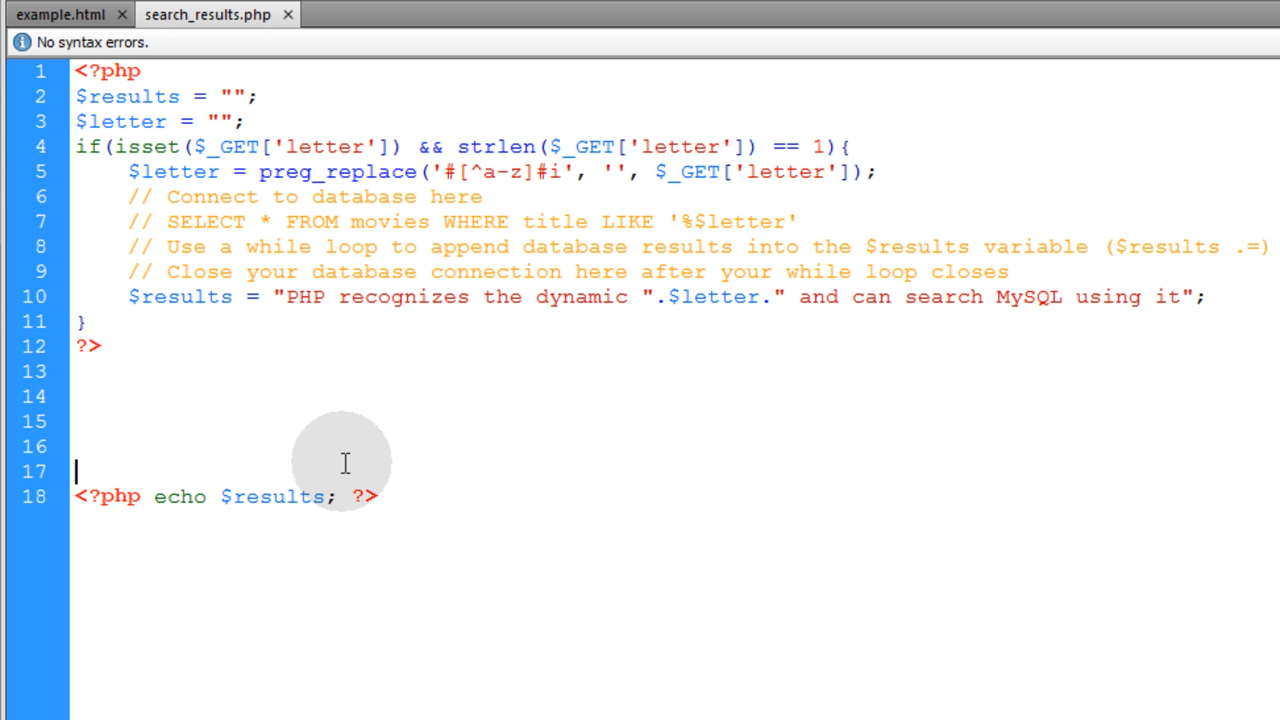 example.html
search_results.php
No syntax errors.
1 <?php
2 $results = "";
3 $letter = "";
4 if(isset($_GET['letter']) && strlen($_GET['letter']) == 1){
5 $letter = preg_replace('#[^a-z]#i', '', $_GET['letter']);
6 // Connect to database here
7 // SELECT * FROM movies WHERE title LIKE '%$letter'
8 // Use a while loop to append database results into the $results variable ($results .=)
9 // Close your database connection here after your while loop closes
10 $results = "PHP recognizes the dynamic ".$letter." and can search MySQL using it";
11 }
12 ?>
13
14
15
16
17
18 <?php echo $results; ?>